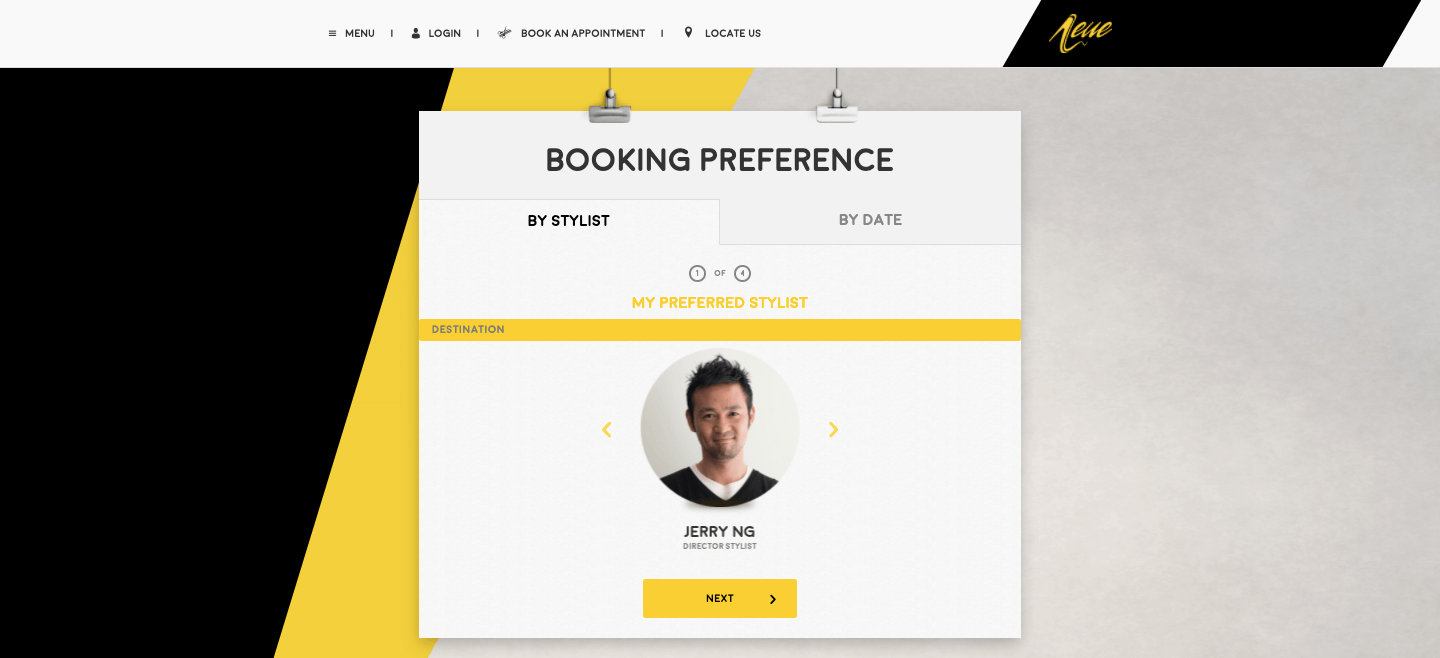 MENU
LOGIN
BOOK AN APPOINTMENT
LOCATE US
BOOKING PREFERENCE
BY STYLIST
BY DATE
1 OF 4
MY PREFERRED STYLIST
DESTINATION
JERRY NG
DIRECTOR STYLIST
NEXT